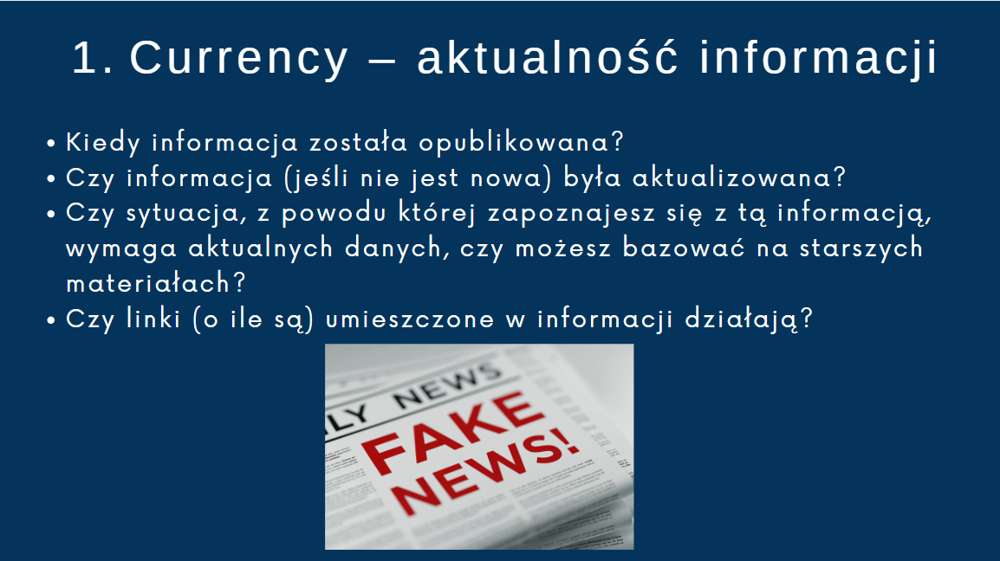 1. Currency – aktualność informacji
• Kiedy informacja została opublikowana?
• Czy informacja (jeśli nie jest nowa) była aktualizowana?
• Czy sytuacja, z powodu której zapoznajesz się z tą informacją,
wymaga aktualnych danych, czy możesz bazować na starszych
materiałach?
• Czy linki (o ile są) umieszczone w informacji działają?
NEWS
FAKE
NEWS!